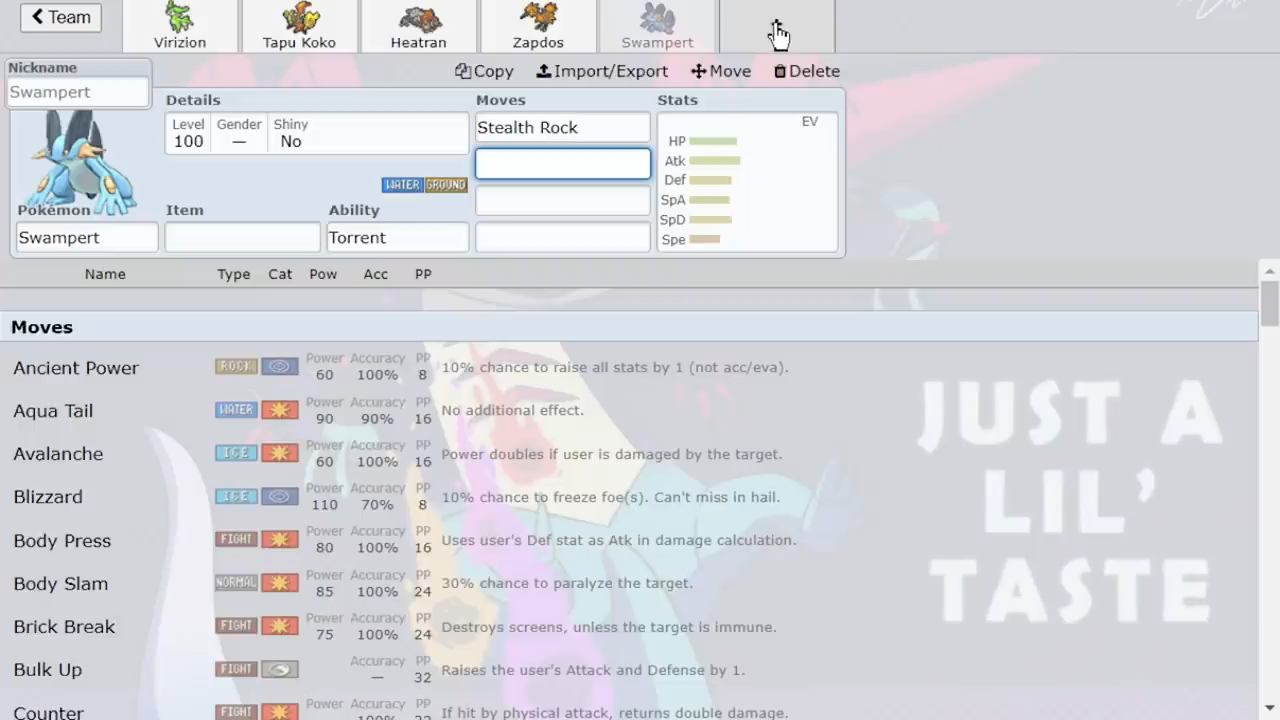 Team
Virizion
Tapu Koko
Heatran
Zapdos
Swampert
Nickname
Swampert
Copy
Import/Export
Move
Delete
Details
Moves
Stats
Level
100
Gender
—
Shiny
No
Stealth Rock
EV
HP
Atk
Def
SpA
SpD
Spe
WATER GROUND
Pokémon
Swampert
Item
Ability
Torrent
Name Type Cat Pow Acc PP
Moves
Ancient Power ROCK Power 60 Accuracy 100% PP 8 10% chance to raise all stats by 1 (not acc/eva).
Aqua Tail WATER Power 90 Accuracy 90% PP 16 No additional effect.
Avalanche ICE Power 60 Accuracy 100% PP 16 Power doubles if user is damaged by the target.
Blizzard ICE Power 110 Accuracy 70% PP 8 10% chance to freeze foe(s). Can't miss in hail.
Body Press FIGHT Power 80 Accuracy 100% PP 16 Uses user's Def stat as Atk in damage calculation.
Body Slam NORMAL Power 85 Accuracy 100% PP 24 30% chance to paralyze the target.
Brick Break FIGHT Power 75 Accuracy 100% PP 24 Destroys screens, unless the target is immune.
Bulk Up FIGHT Accuracy — PP 32 Raises the user's Attack and Defense by 1.
Counter FIGHT Power Accuracy 100% PP 32 If hit by physical attack, returns double damage.
JUST A
LIL'
TASTE